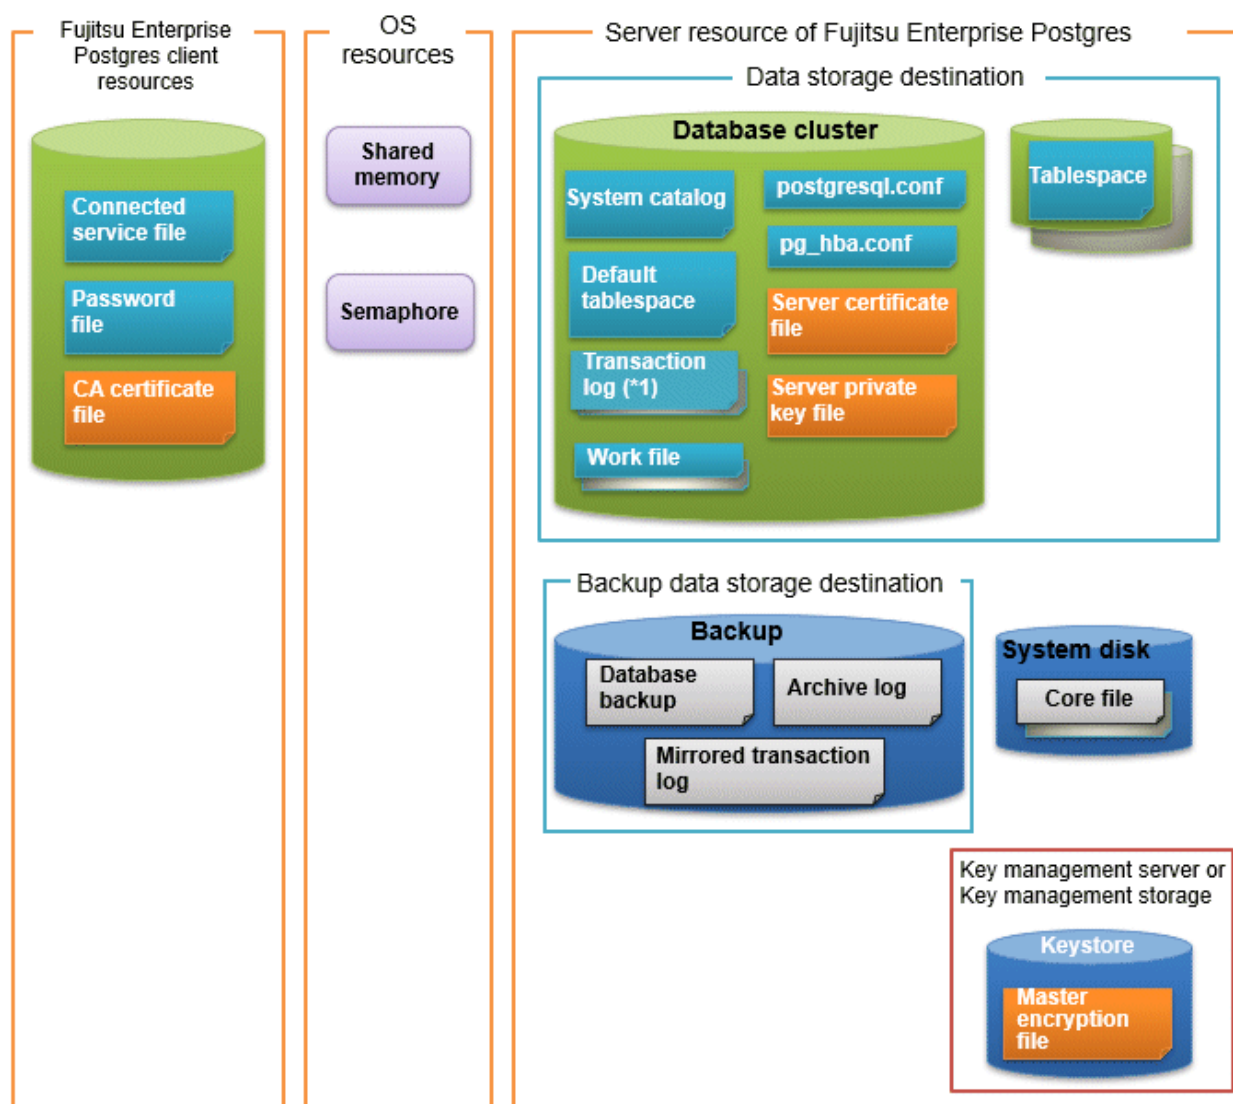 Fujitsu Enterprise
Postgres client
resources
Connected
service file
Password
file
CA certificate
file
OS
resources
Shared
memory
Semaphore
Server resource of Fujitsu Enterprise Postgres
Data storage destination
Database cluster
System catalog
Default
tablespace
Transaction
log (*1)
Work file
postgresql.conf
pg_hba.conf
Server certificate
file
Server private
key file
Tablespace
Backup data storage destination
Backup
Database
backup
Archive log
Mirrored transaction
log
System disk
Core file
Key management server or
Key management storage
Keystore
Master
encryption
file